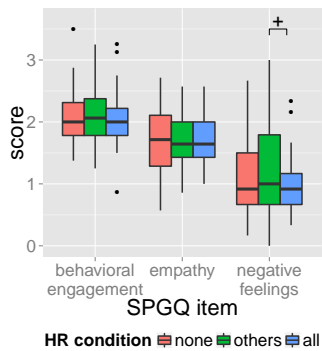 +
3
2
1
0
score
behavioral engagement
empathy
negative feelings
SPGQ item
HR condition none others all